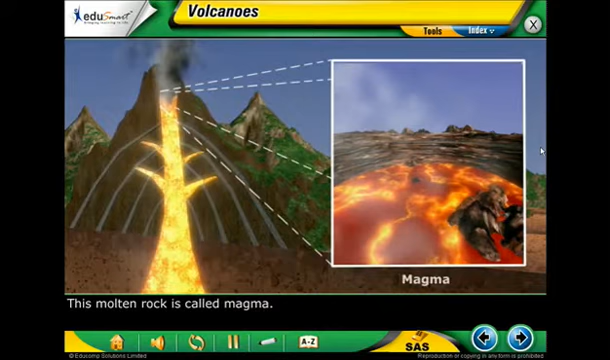 eduSmart
Volcanoes
Tools
Index
X
Magma
This molten rock is called magma.
A-Z
SAS
© Educomp Solutions Limited
Reproduction or copying in any form is prohibited